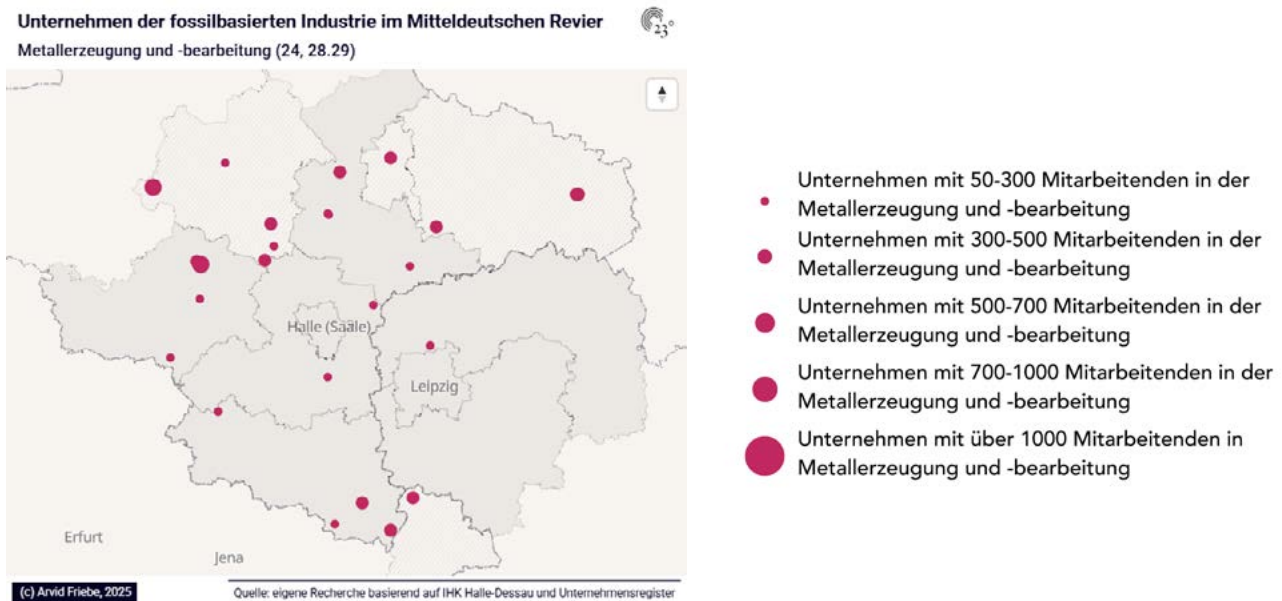 Unternehmen der fossilbasierten Industrie im Mitteldeutschen Revier
23°
Metallerzeugung und -bearbeitung (24, 28.29)
Halle (Saale)
Leipzig
Erfurt
Jena
(c) Arvid Friebe, 2025
Quelle: eigene Recherche basierend auf IHK Halle-Dessau und Unternehmensregister
Unternehmen mit 50-300 Mitarbeitenden in der
Metallerzeugung und -bearbeitung
Unternehmen mit 300-500 Mitarbeitenden in der
Metallerzeugung und -bearbeitung
Unternehmen mit 500-700 Mitarbeitenden in der
Metallerzeugung und -bearbeitung
Unternehmen mit 700-1000 Mitarbeitenden in der
Metallerzeugung und -bearbeitung
Unternehmen mit über 1000 Mitarbeitenden in
Metallerzeugung und -bearbeitung